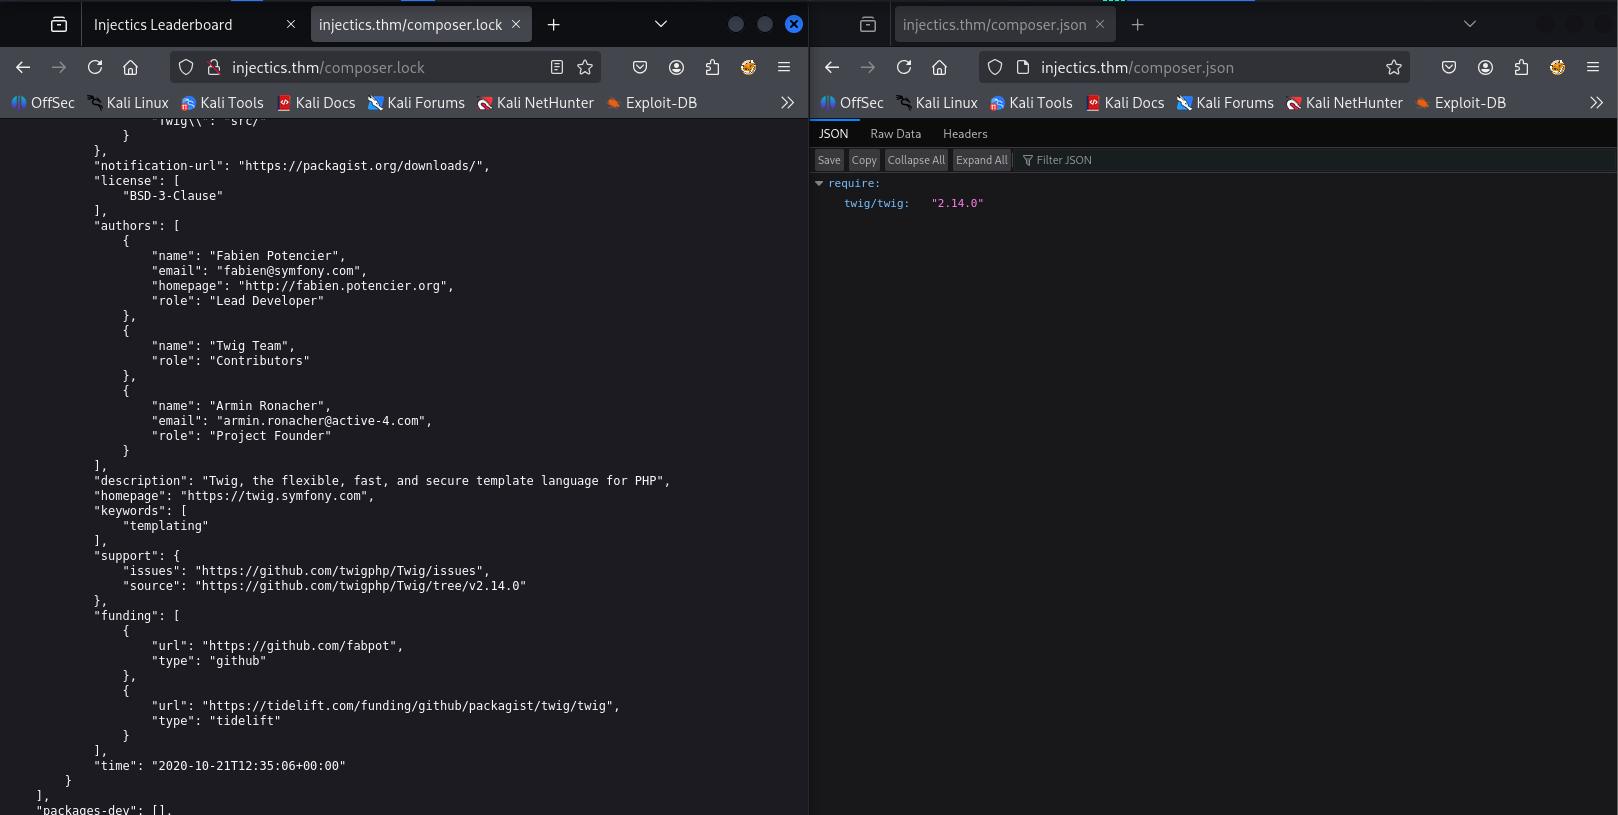 Injectics Leaderboard
injectics.thm/composer.lock
injectics.thm/composer.lock
OffSec Kali Linux Kali Tools Kali Docs Kali Forums Kali NetHunter Exploit-DB
"Twig\\": "src/"
}
},
"notification-url": "https://packagist.org/downloads/",
"license": [
"BSD-3-Clause"
],
"authors": [
{
"name": "Fabien Potencier",
"email": "fabien@symfony.com",
"homepage": "http://fabien.potencier.org",
"role": "Lead Developer"
},
{
"name": "Twig Team",
"role": "Contributors"
},
{
"name": "Armin Ronacher",
"email": "armin.ronacher@active-4.com",
"role": "Project Founder"
}
],
"description": "Twig, the flexible, fast, and secure template language for PHP",
"homepage": "https://twig.symfony.com",
"keywords": [
"templating"
],
"support": {
"issues": "https://github.com/twigphp/Twig/issues",
"source": "https://github.com/twigphp/Twig/tree/v2.14.0"
},
"funding": [
{
"url": "https://github.com/fabpot",
"type": "github"
},
{
"url": "https://tidelift.com/funding/github/packagist/twig/twig",
"type": "tidelift"
}
],
"time": "2020-10-21T12:35:06+00:00"
}
],
"packages-dev": [],
injectics.thm/composer.json
injectics.thm/composer.json
OffSec Kali Linux Kali Tools Kali Docs Kali Forums Kali NetHunter Exploit-DB
JSON Raw Data Headers
Save Copy Collapse All Expand All Filter JSON
require:
twig/twig: "2.14.0"